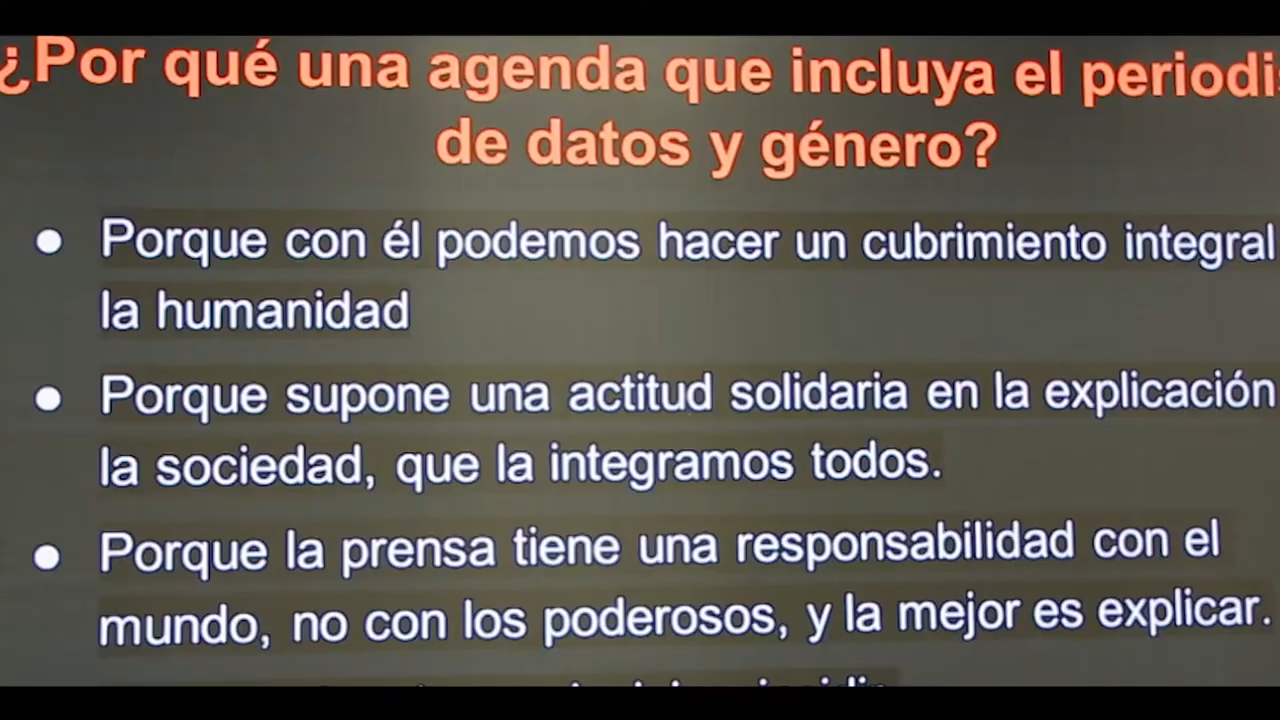 ¿Por qué una agenda que incluya el periodis
de datos y género?
● Porque con él podemos hacer un cubrimiento integral
la humanidad
● Porque supone una actitud solidaria en la explicación
la sociedad, que la integramos todos.
● Porque la prensa tiene una responsabilidad con el
mundo, no con los poderosos, y la mejor es explicar.